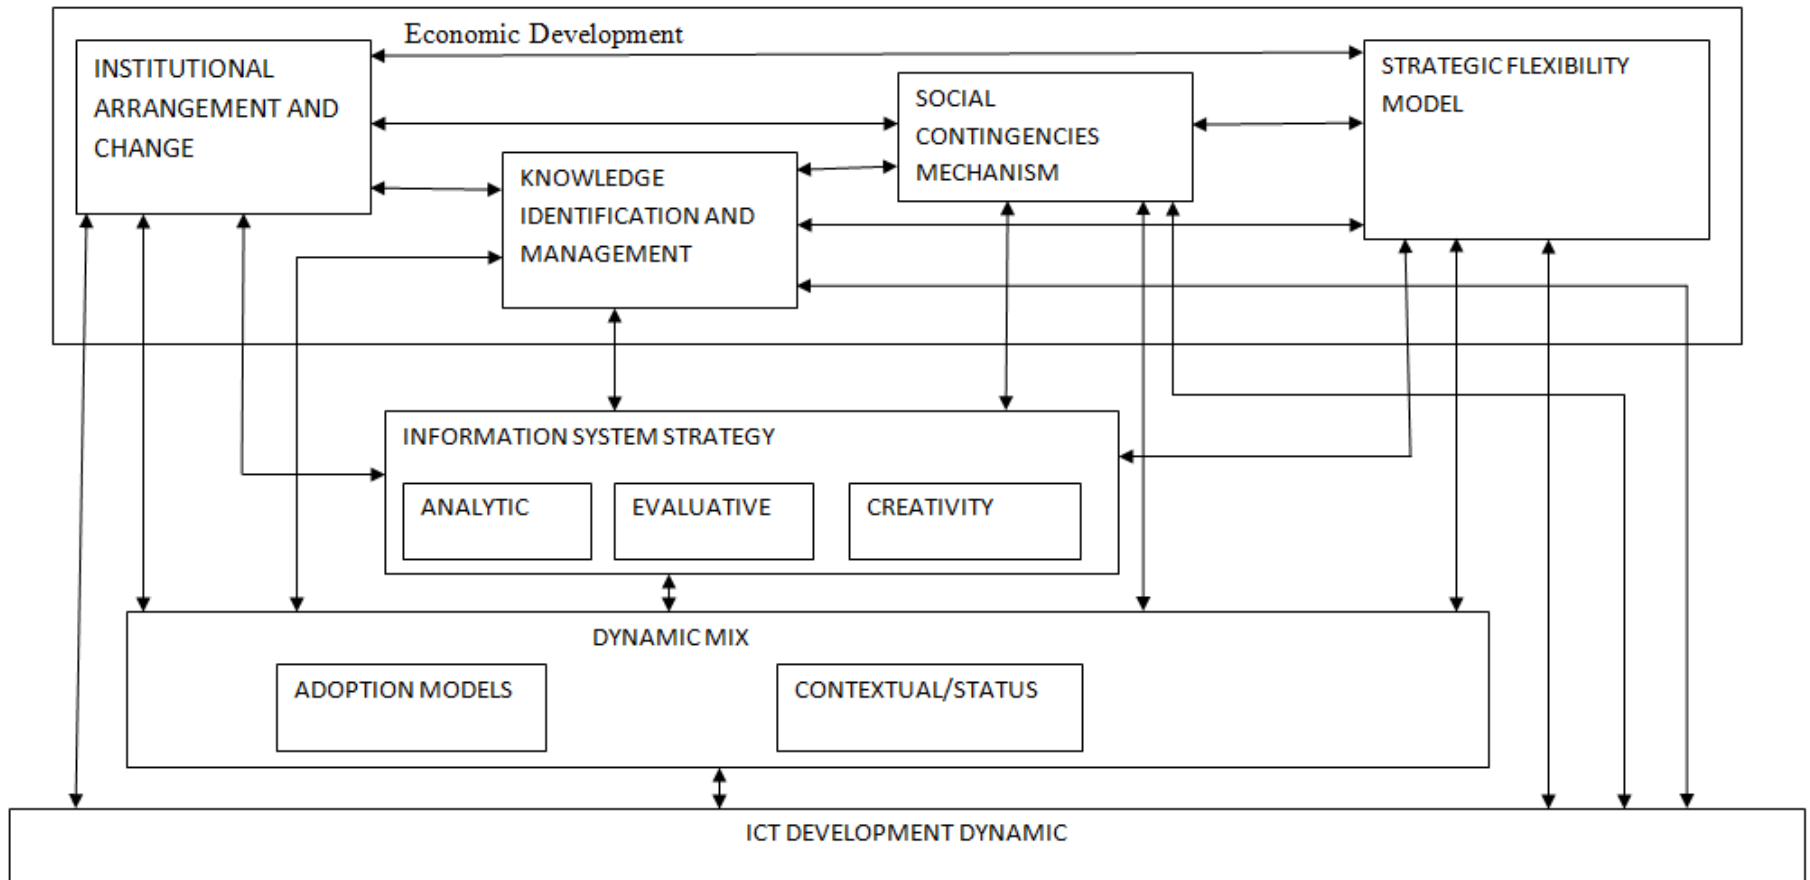 Economic Development
INSTITUTIONAL
ARRANGEMENT AND
CHANGE
KNOWLEDGE
IDENTIFICATION AND
MANAGEMENT
SOCIAL
CONTINGENCIES
MECHANISM
STRATEGIC FLEXIBILITY
MODEL
INFORMATION SYSTEM STRATEGY
ANALYTIC
EVALUATIVE
CREATIVITY
DYNAMIC MIX
ADOPTION MODELS
CONTEXTUAL/STATUS
ICT DEVELOPMENT DYNAMIC